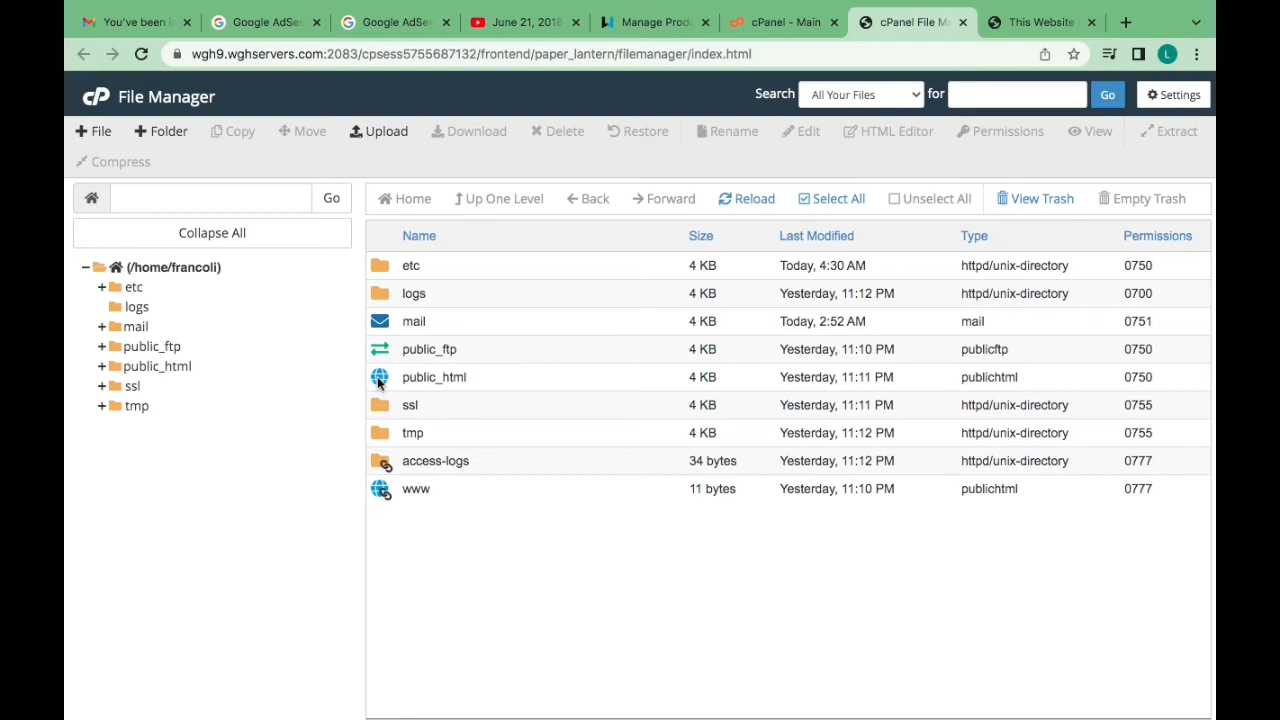 You've been i
Google AdSer
Google AdSer
June 21, 2018
Manage Produ
cPanel - Main
cPanel File M
This Website
wgh9.wghservers.com:2083/cpsess5755687132/frontend/paper_lantern/filemanager/index.html
L
cP File Manager
Search All Your Files for Go Settings
File Folder Copy Move Upload Download Delete Restore Rename Edit HTML Editor Permissions View Extract
Compress
Go
Home Up One Level Back Forward Reload Select All Unselect All View Trash Empty Trash
Collapse All
(/home/francoli)
etc
logs
mail
public_ftp
public_html
ssl
tmp
Name Size Last Modified Type Permissions
etc 4 KB Today, 4:30 AM httpd/unix-directory 0750
logs 4 KB Yesterday, 11:12 PM httpd/unix-directory 0700
mail 4 KB Today, 2:52 AM mail 0751
public_ftp 4 KB Yesterday, 11:10 PM publicftp 0750
public_html 4 KB Yesterday, 11:11 PM publichtml 0750
ssl 4 KB Yesterday, 11:11 PM httpd/unix-directory 0755
tmp 4 KB Yesterday, 11:12 PM httpd/unix-directory 0755
access-logs 34 bytes Yesterday, 11:12 PM httpd/unix-directory 0777
www 11 bytes Yesterday, 11:10 PM publichtml 0777